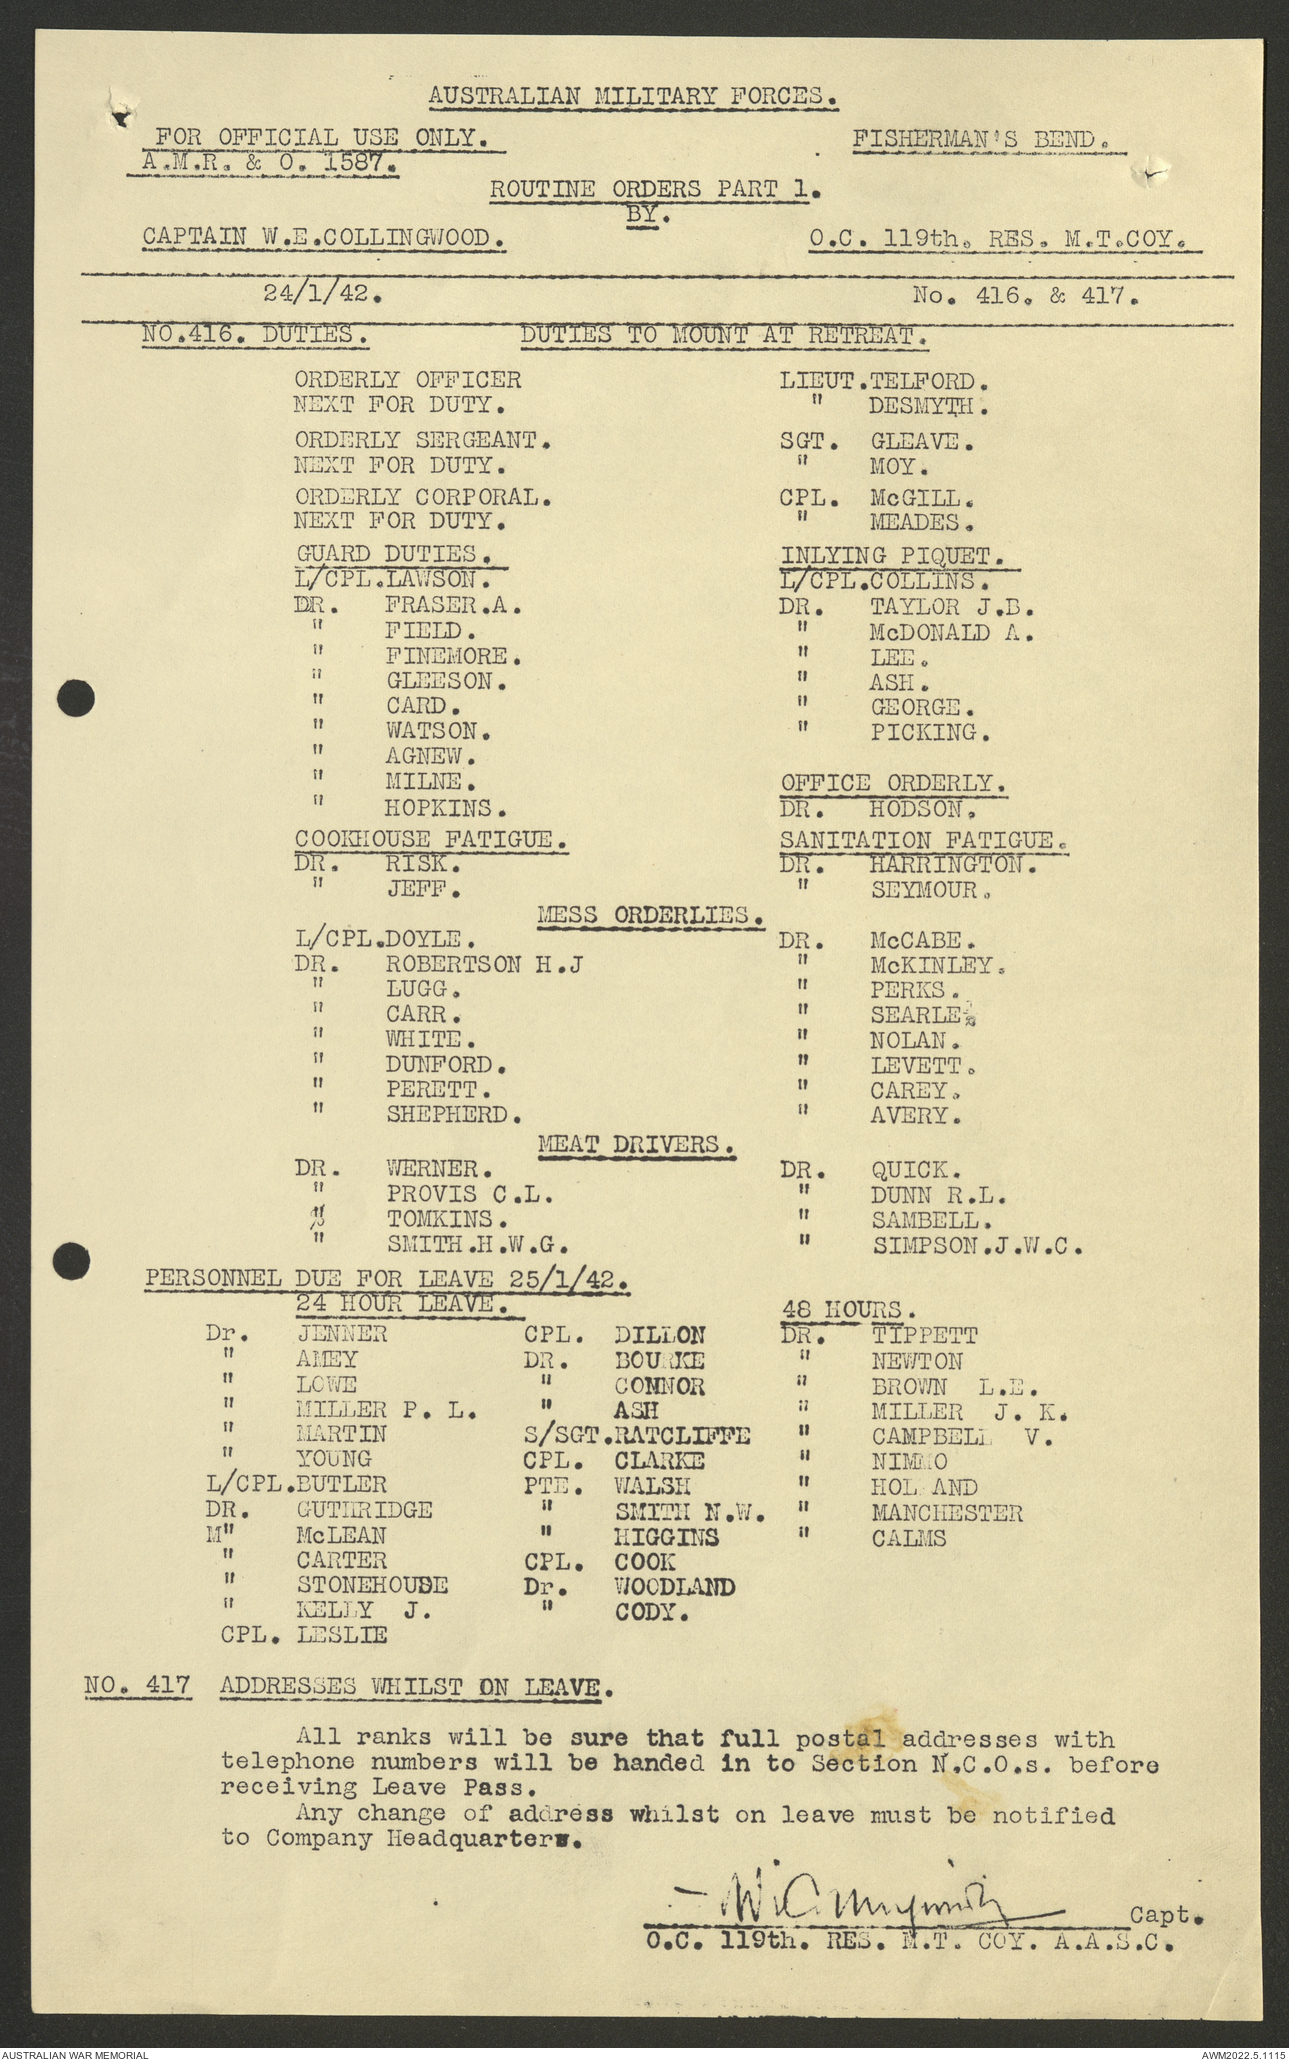 AUSTRALIAN MILITARY FORCES.
FOR OFFICIAL USE ONLY. FISHERMAN'S BEND.
A.M.R. & O. 1587.
ROUTINE ORDERS PART 1.
BY.
CAPTAIN W.E.COLLINGWOOD. O.C. 119th. RES. M.T.COY.
24/1/42. No. 416. & 417.
NO.416. DUTIES. DUTIES TO MOUNT AT RETREAT.
ORDERLY OFFICER LIEUT.TELFORD.
NEXT FOR DUTY. " DESMYTH.
ORDERLY SERGEANT. SGT. GLEAVE.
NEXT FOR DUTY. " MOY.
ORDERLY CORPORAL. CPL. McGILL.
NEXT FOR DUTY. " MEADES.
GUARD DUTIES. INLYING PIQUET.
L/CPL.LAWSON. L/CPL.COLLINS.
DR. FRASER.A. DR. TAYLOR J.B.
" FIELD. " McDONALD A.
" FINEMORE. " LEE.
" GLEESON. " ASH.
" CARD. " GEORGE.
" WATSON. " PICKING.
" AGNEW.
" MILNE. OFFICE ORDERLY.
" HOPKINS. DR. HODSON.
COOKHOUSE FATIGUE. SANITATION FATIGUE.
DR. RISK. DR. HARRINGTON.
" JEFF. " SEYMOUR.
MESS ORDERLIES.
L/CPL.DOYLE. DR. McCABE.
DR. ROBERTSON H.J " McKINLEY.
" LUGG. " PERKS.
" CARR. " SEARLE.
" WHITE. " NOLAN.
" DUNFORD. " LEVETT.
" PERETT. " CAREY.
" SHEPHERD. " AVERY.
MEAT DRIVERS.
DR. WERNER. DR. QUICK.
" PROVIS C.L. " DUNN R.L.
" TOMKINS. " SAMBELL.
" SMITH.H.W.G. " SIMPSON.J.W.C.
PERSONNEL DUE FOR LEAVE 25/1/42.
24 HOUR LEAVE. 48 HOURS.
Dr. JENNER CPL. DILLON DR. TIPPETT
" AMEY DR. BOURKE " NEWTON
" LOWE " CONNOR " BROWN L.E.
" MILLER P. L. " ASH " MILLER J. K.
" MARTIN S/SGT.RATCLIFFE " CAMPBELL V.
" YOUNG CPL. CLARKE " NIMMO
L/CPL.BUTLER PTE. WALSH " HOL AND
DR. GUTHRIDGE " SMITH N.W. " MANCHESTER
M" McLEAN " HIGGINS " CALMS
" CARTER CPL. COOK
" STONEHOUSE Dr. WOODLAND
" KELLY J. " CODY.
CPL. LESLIE
NO. 417 ADDRESSES WHILST ON LEAVE.
All ranks will be sure that full postal addresses with
telephone numbers will be handed in to Section N.C.O.s. before
receiving Leave Pass.
Any change of address whilst on leave must be notified
to Company Headquarters.
Capt.
O.C. 119th. RES. M.T. COY. A.A.S.C.
AUSTRALIAN WAR MEMORIAL AWM2022.5.1115